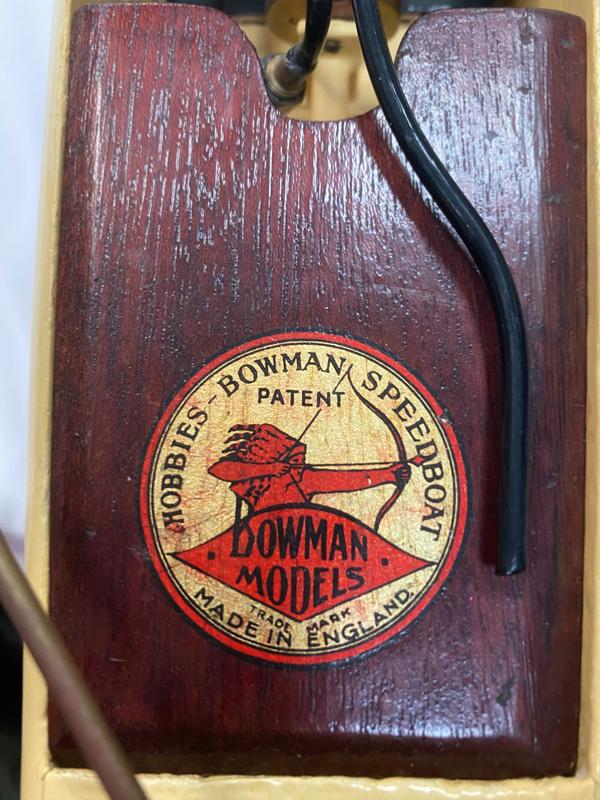 HOBBIES - BOWMAN SPEEDBOAT
PATENT
BOWMAN
MODELS
TRADE MARK
MADE IN ENGLAND.